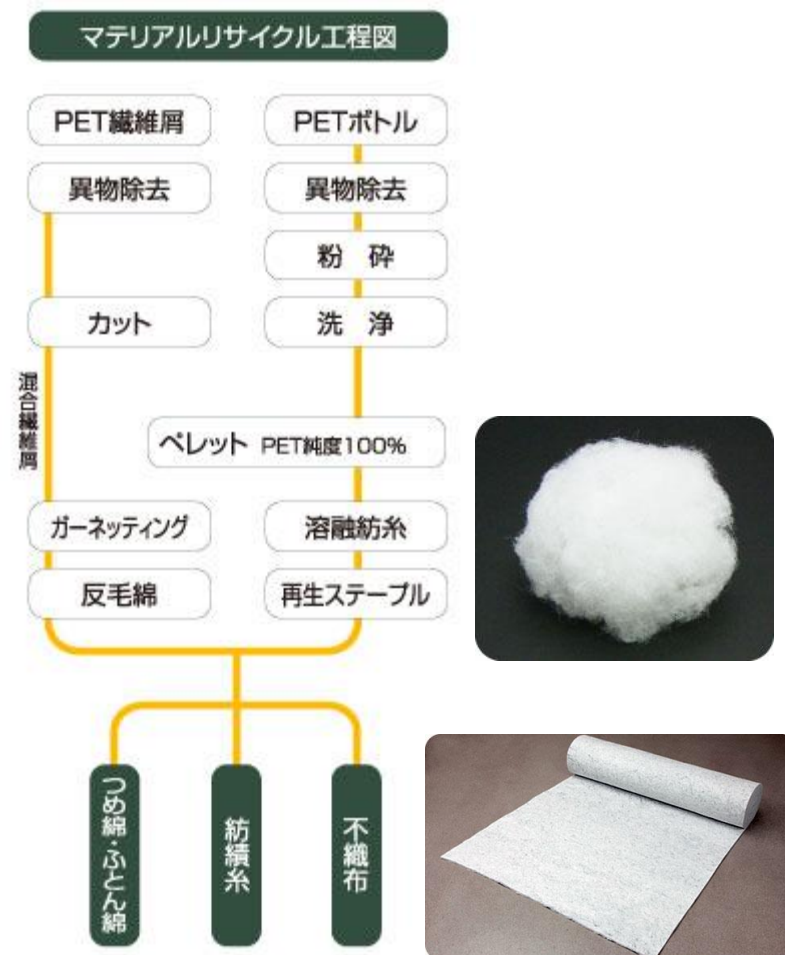 マテリアルリサイクル工程図
PET繊維屑
PETボトル
異物除去
異物除去
粉 砕
カット
洗 浄
混合繊維屑
ペレット PET純度100%
ガーネッティング
溶融紡糸
反毛綿
再生ステープル
つめ綿・ふとん綿
紡績糸
不織布